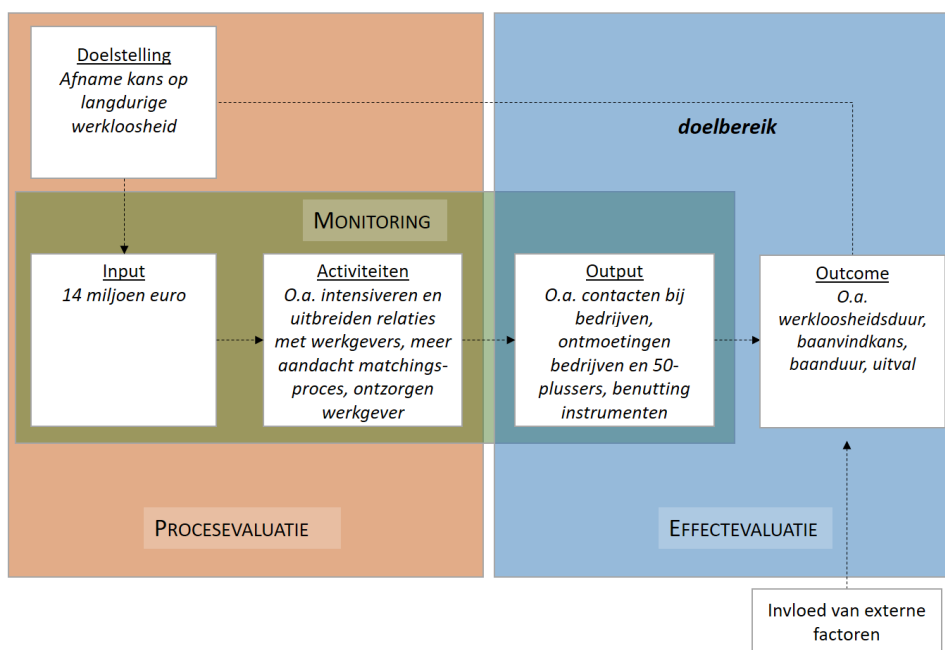 Doelstelling
Afname kans op
langdurige
werkloosheid
doelbereik
MONITORING
Input
14 miljoen euro
Activiteiten
O.a. intensiveren en
uitbreiden relaties
met werkgevers, meer
aandacht matchings-
proces, ontzorgen
werkgever
Output
O.a. contacten bij
bedrijven,
ontmoetingen
bedrijven en 50-
plussers, benutting
instrumenten
Outcome
O.a.
werkloosheidsduur,
baanvindkans,
baanduur, uitval
PROCESEVALUATIE
EFFECTEVALUATIE
Invloed van externe
factoren